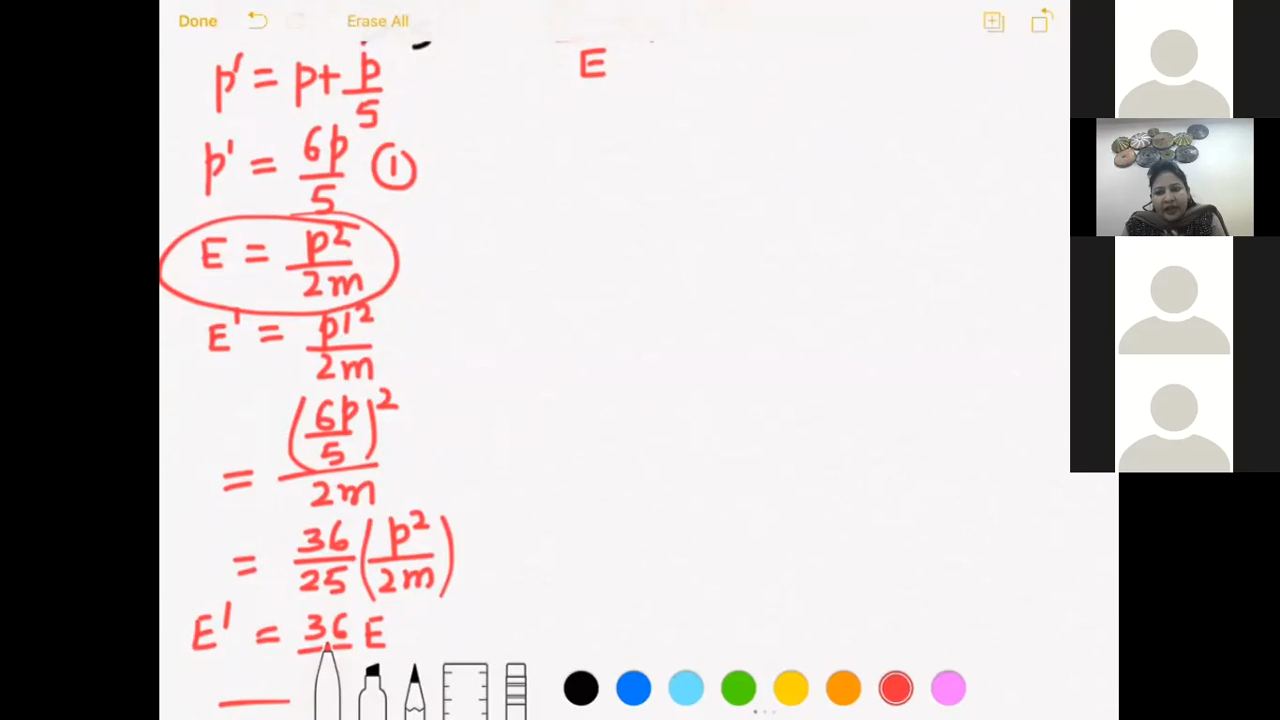 Done Erase All
p' = p + p/5
E
p' = 6p/5 ①
E = p²/2m
E' = p'²/2m
= (6p/5)²/2m
= 36/25 (p²/2m)
E' = 36 E